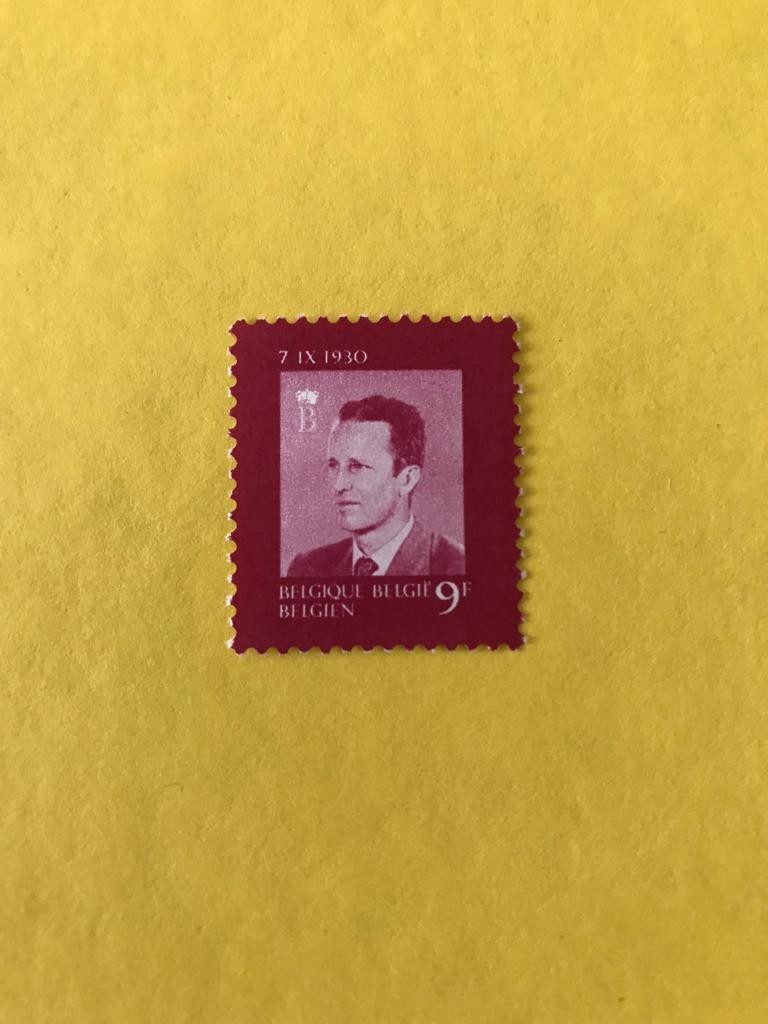 7 IX 1930
B
BELGIQUE BELGIË 9F
BELGIEN